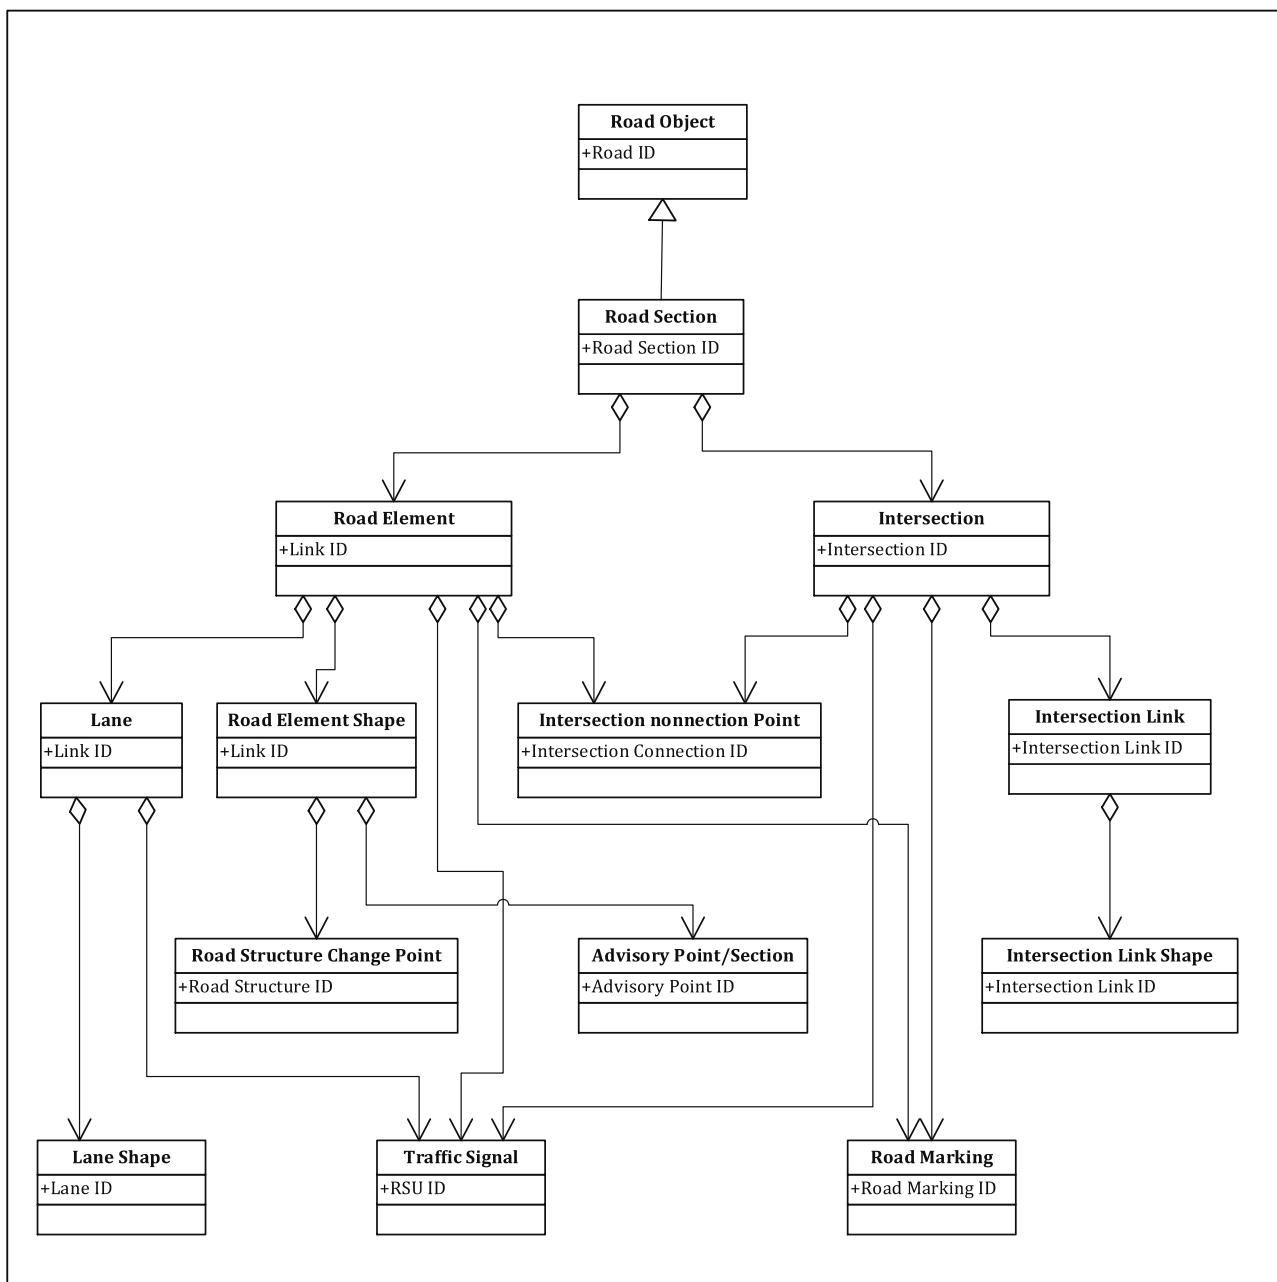 Road Object
+Road ID
Road Section
+Road Section ID
Road Element
+Link ID
Intersection
+Intersection ID
Lane
+Link ID
Road Element Shape
+Link ID
Intersection nonnection Point
+Intersection Connection ID
Intersection Link
+Intersection Link ID
Road Structure Change Point
+Road Structure ID
Advisory Point/Section
+Advisory Point ID
Intersection Link Shape
+Intersection Link ID
Lane Shape
+Lane ID
Traffic Signal
+RSU ID
Road Marking
+Road Marking ID